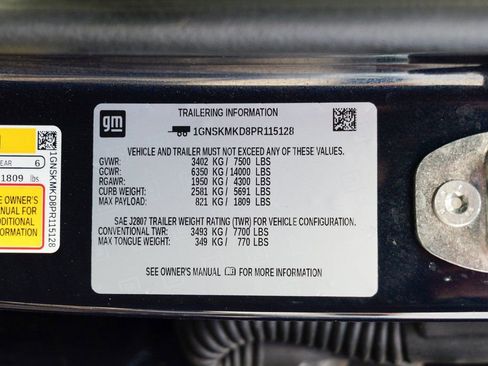 gm
TRAILERING INFORMATION
1GNSKMKD8PR115128
VEHICLE AND TRAILER MUST NOT EXCEED ANY OF THESE VALUES.
GVWR: 3402 KG/ 7500 LBS
GCWR: 6350 KG/ 14000 LBS
RGAWR: 1950 KG/ 4300 LBS
CURB WEIGHT: 2581 KG/ 5691 LBS
MAX PAYLOAD: 821 KG/ 1809 LBS
SAE J2807 TRAILER WEIGHT RATING (TWR) FOR VEHICLE CONFIGURATION.
CONVENTIONAL TWR: 3493 KG/ 7700 LBS
MAX TONGUE WEIGHT: 349 KG/ 770 LBS
SEE OWNER'S MANUAL FOR MORE INFORMATION
EAR 6
1809 lbs
EE OWNER'S
ANUAL FOR
DDITIONAL
FORMATION
1GNSKMKD8PR115128